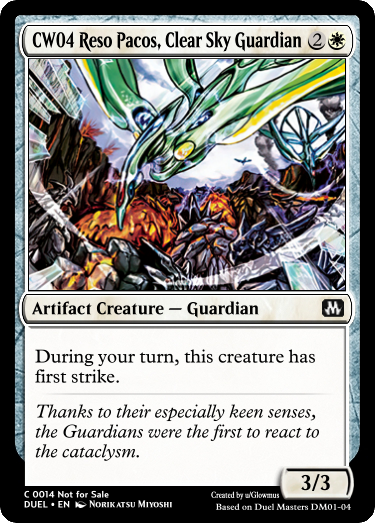 CW04 Reso Pacos, Clear Sky Guardian 2
Artifact Creature — Guardian
During your turn, this creature has
first strike.
Thanks to their especially keen senses,
the Guardians were the first to react to
the cataclysm.
3/3
C 0014 Not for Sale
DUEL • EN Norikatsu Miyoshi
Created by u/Glowmus
Based on Duel Masters DM01-04